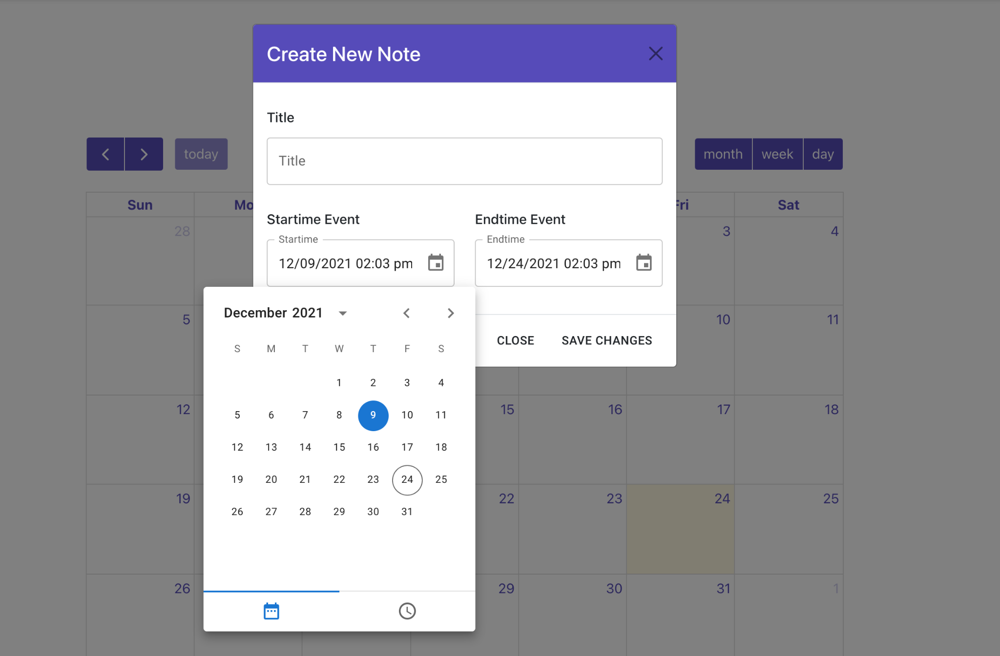 Create New Note
Title
Title
today
month week day
Sun Mo Fri Sat
Startime Event Endtime Event
Startime Endtime
12/09/2021 02:03 pm 12/24/2021 02:03 pm
28 3 4
December 2021
CLOSE SAVE CHANGES
5 10 11
S M T W T F S
1 2 3 4
5 6 7 8 9 10 11
12 15 16 17 18
12 13 14 15 16 17 18
19 20 21 22 23 24 25
19 22 23 24 25
26 27 28 29 30 31
26 29 30 31 1